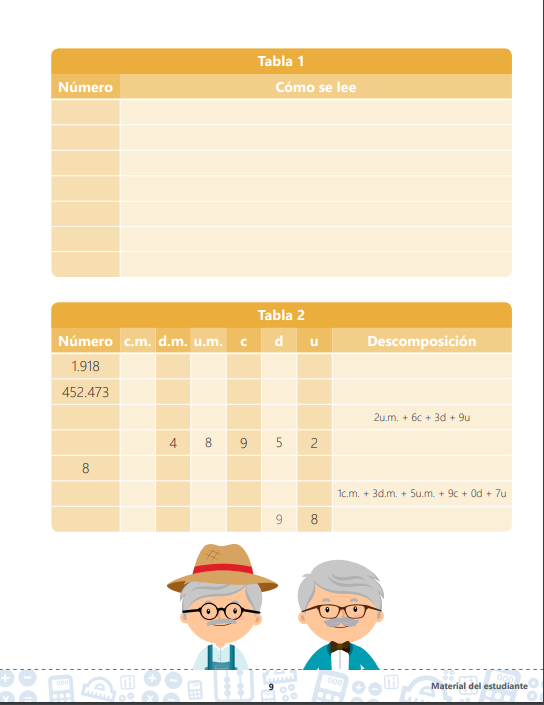 Tabla 1
Número Cómo se lee
Tabla 2
Número c.m. d.m. u.m. c d u Descomposición
1.918
452.473
2u.m. + 6c + 3d + 9u
4 8 9 5 2
8
1c.m. + 3d.m. + 5u.m. + 9c + 0d + 7u
9 8
9 Material del estudiante